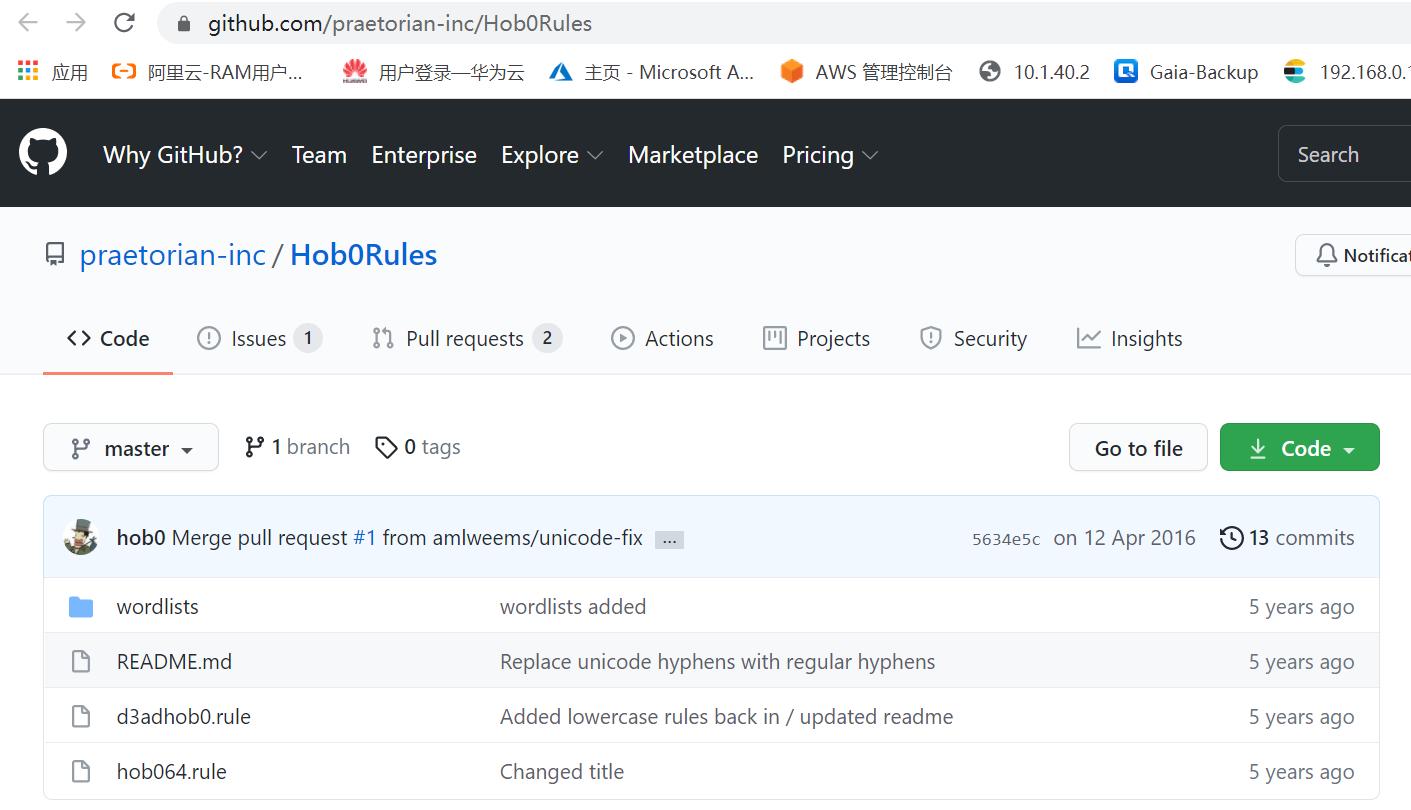 github.com/praetorian-inc/Hob0Rules
应用 阿里云-RAM用户... 用户登录—华为云 主页 - Microsoft A... AWS 管理控制台 10.1.40.2 Gaia-Backup 192.168.0.1
Why GitHub? Team Enterprise Explore Marketplace Pricing Search
praetorian-inc / Hob0Rules Notificat
Code Issues 1 Pull requests 2 Actions Projects Security Insights
master 1 branch 0 tags Go to file Code
hob0 Merge pull request #1 from amlweems/unicode-fix ... 5634e5c on 12 Apr 2016 13 commits
wordlists wordlists added 5 years ago
README.md Replace unicode hyphens with regular hyphens 5 years ago
d3adhob0.rule Added lowercase rules back in / updated readme 5 years ago
hob064.rule Changed title 5 years ago